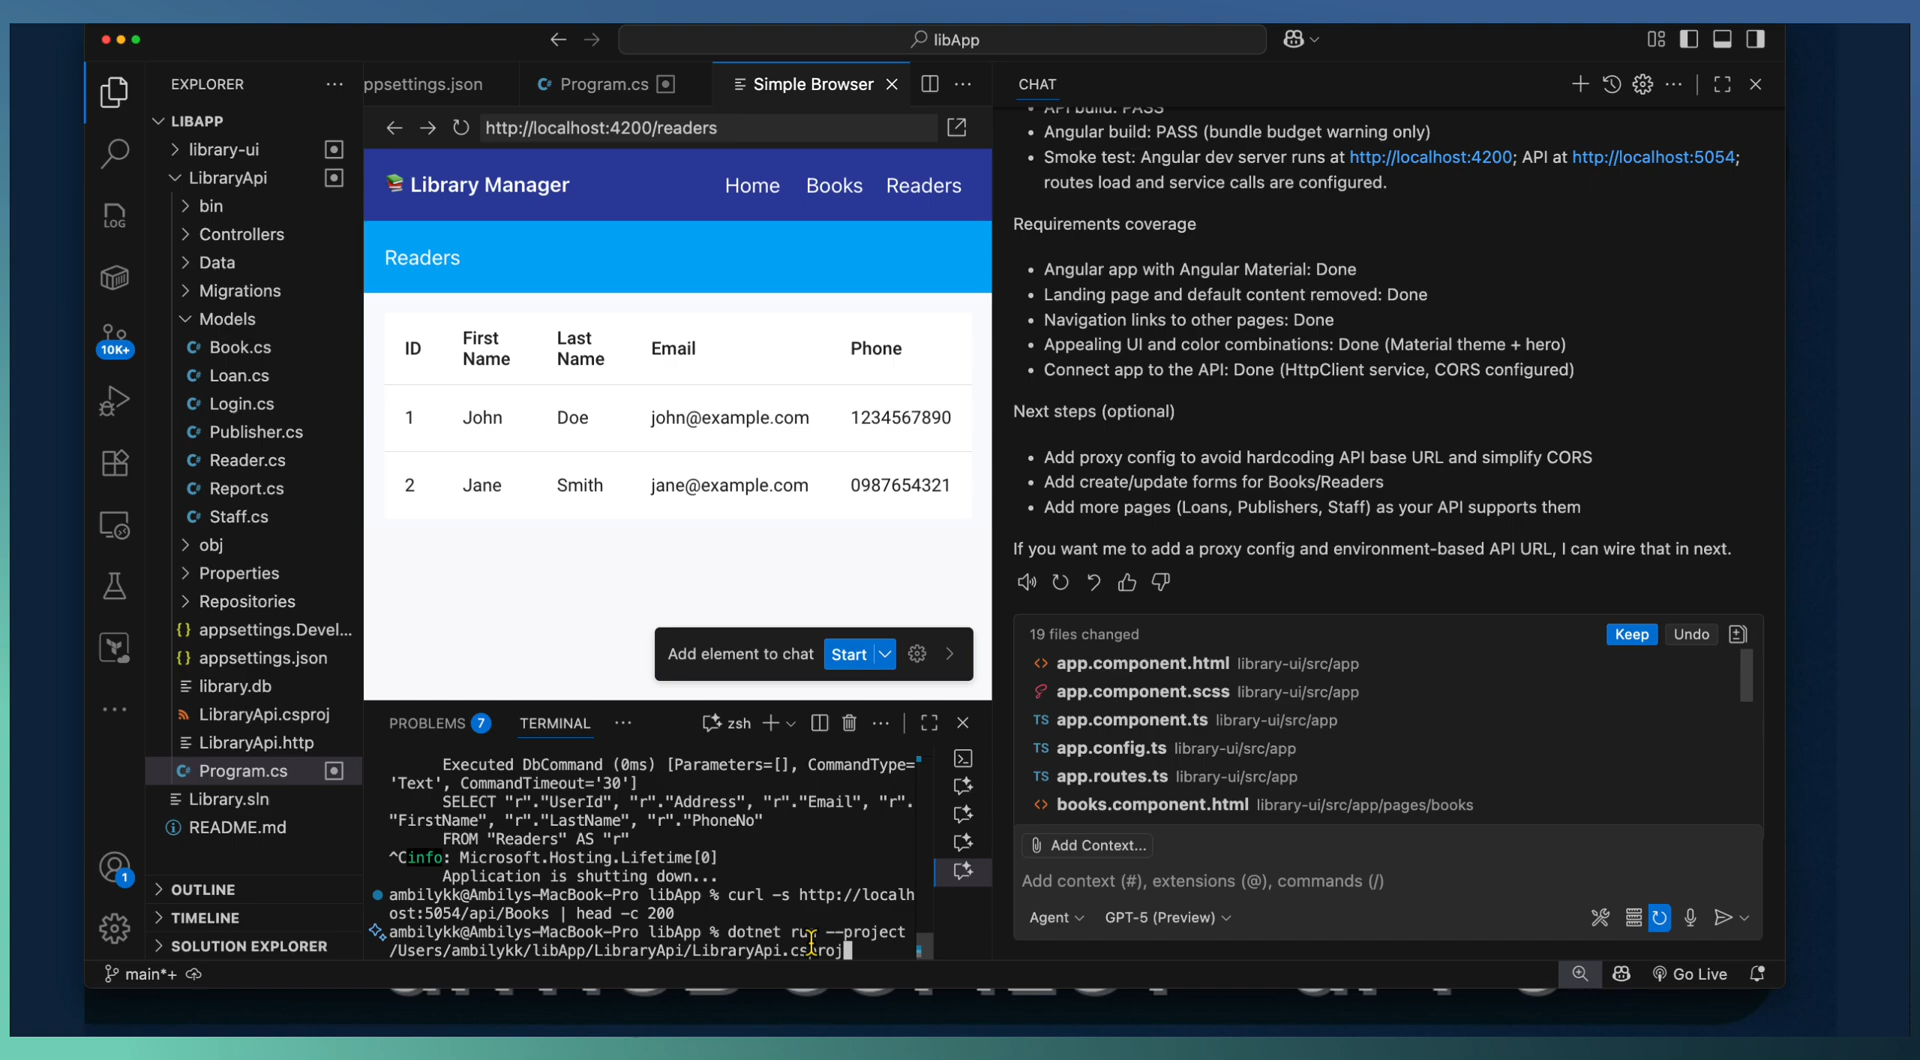 libApp
EXPLORER
LIBAPP
library-ui
LibraryApi
bin
Controllers
Data
Migrations
Models
Book.cs
Loan.cs
Login.cs
Publisher.cs
Reader.cs
Report.cs
Staff.cs
obj
Properties
Repositories
appsettings.Devel...
appsettings.json
library.db
LibraryApi.csproj
LibraryApi.http
Program.cs
Library.sln
README.md
OUTLINE
TIMELINE
SOLUTION EXPLORER
LOG
10K+
1
ppsettings.json
Program.cs
Simple Browser
http://localhost:4200/readers
Library Manager
Home Books Readers
Readers
ID First Name Last Name Email Phone
1 John Doe john@example.com 1234567890
2 Jane Smith jane@example.com 0987654321
Add element to chat Start
PROBLEMS 7 TERMINAL zsh
Executed DbCommand (0ms) [Parameters=[], CommandType=
'Text', CommandTimeout='30']
SELECT "r"."UserId", "r"."Address", "r"."Email", "r".
"FirstName", "r"."LastName", "r"."PhoneNo"
FROM "Readers" AS "r"
^Cinfo: Microsoft.Hosting.Lifetime[0]
Application is shutting down...
ambilykk@Ambilys-MacBook-Pro libApp % curl -s http://localh
ost:5054/api/Books | head -c 200
ambilykk@Ambilys-MacBook-Pro libApp % dotnet run --project
/Users/ambilykk/libApp/LibraryApi/LibraryApi.csproj
CHAT
API build: PASS
Angular build: PASS (bundle budget warning only)
Smoke test: Angular dev server runs at http://localhost:4200; API at http://localhost:5054;
routes load and service calls are configured.
Requirements coverage
Angular app with Angular Material: Done
Landing page and default content removed: Done
Navigation links to other pages: Done
Appealing UI and color combinations: Done (Material theme + hero)
Connect app to the API: Done (HttpClient service, CORS configured)
Next steps (optional)
Add proxy config to avoid hardcoding API base URL and simplify CORS
Add create/update forms for Books/Readers
Add more pages (Loans, Publishers, Staff) as your API supports them
If you want me to add a proxy config and environment-based API URL, I can wire that in next.
19 files changed Keep Undo
app.component.html library-ui/src/app
app.component.scss library-ui/src/app
TS app.component.ts library-ui/src/app
TS app.config.ts library-ui/src/app
TS app.routes.ts library-ui/src/app
books.component.html library-ui/src/app/pages/books
Add Context...
Add context (#), extensions (@), commands (/)
Agent GPT-5 (Preview)
main*+
Go Live